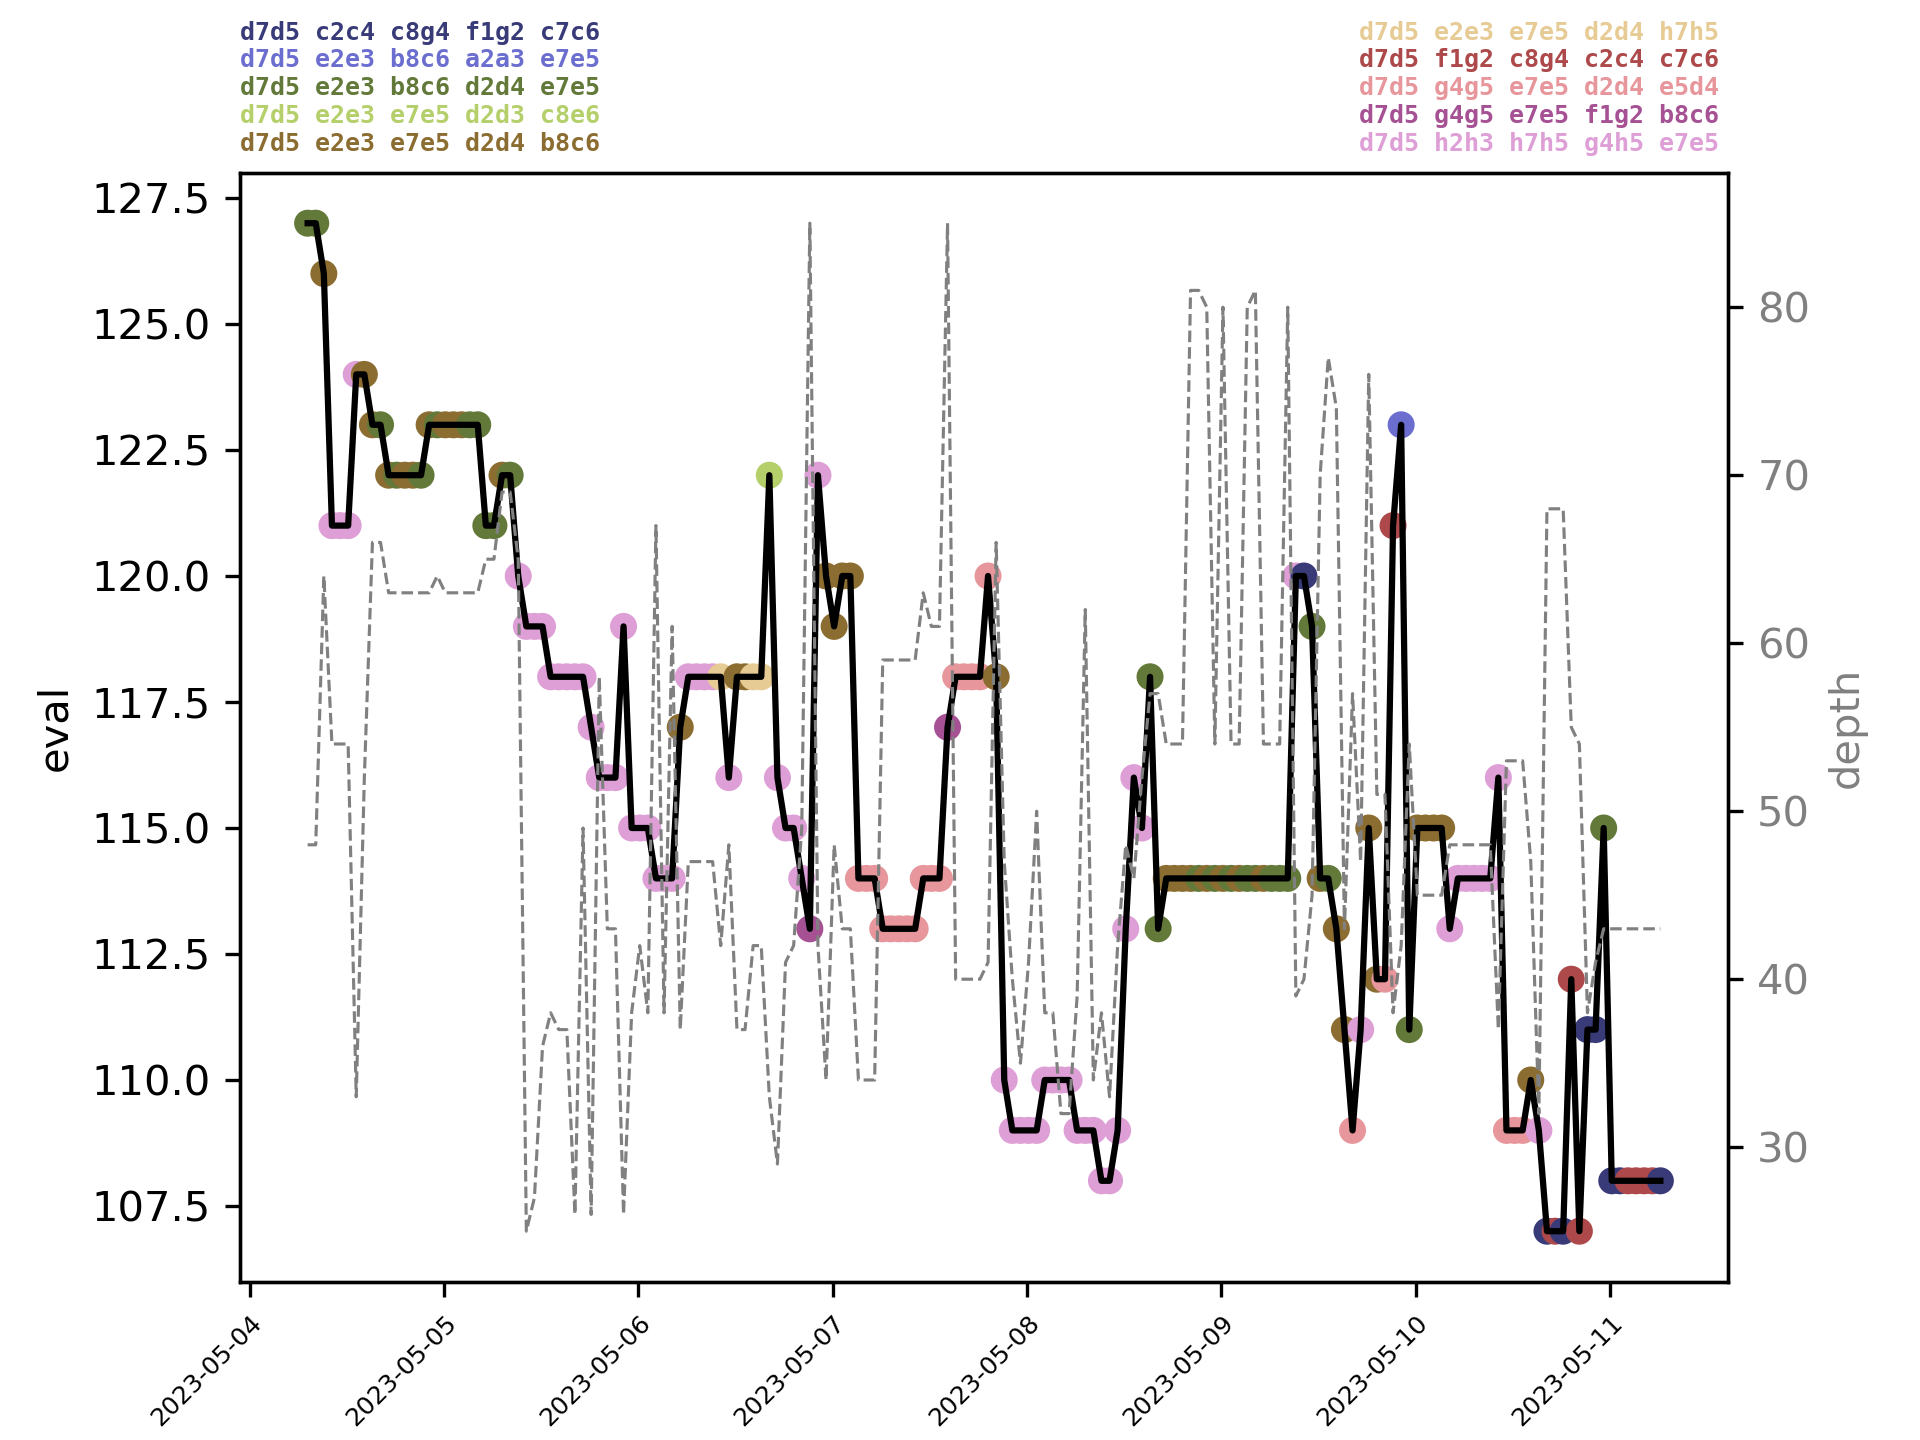 d7d5 c2c4 c8g4 f1g2 c7c6
d7d5 e2e3 b8c6 a2a3 e7e5
d7d5 e2e3 b8c6 d2d4 e7e5
d7d5 e2e3 e7e5 d2d3 c8e6
d7d5 e2e3 e7e5 d2d4 b8c6
d7d5 e2e3 e7e5 d2d4 h7h5
d7d5 f1g2 c8g4 c2c4 c7c6
d7d5 g4g5 e7e5 d2d4 e5d4
d7d5 g4g5 e7e5 f1g2 b8c6
d7d5 h2h3 h7h5 g4h5 e7e5
eval
127.5
125.0
122.5
120.0
117.5
115.0
112.5
110.0
107.5
80
70
60
50
40
30
depth
2023-05-04
2023-05-05
2023-05-06
2023-05-07
2023-05-08
2023-05-09
2023-05-10
2023-05-11